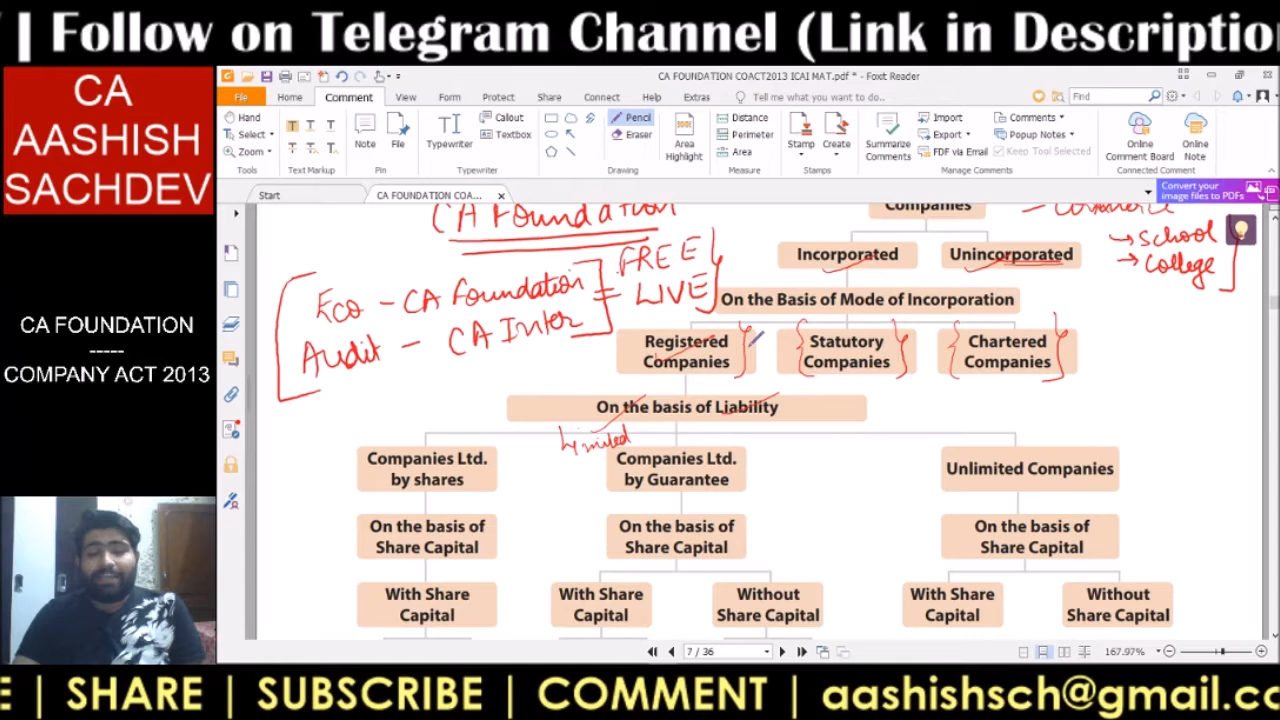 | Follow on Telegram Channel (Link in Descriptio
CA
AASHISH
SACHDEV
CA FOUNDATION
-----
COMPANY ACT 2013
CA FOUNDATION COACT2013 ICAI MAT.pdf * - Foxit Reader
File Home Comment View Form Protect Share Connect Help Extras Tell me what you want to do.. Find
Hand
Select
Zoom
Tools
Text Markup
Note
File
Pin
Typewriter
Callout
Textbox
Typewriter
Pencil
Eraser
Drawing
Area
Highlight
Distance
Perimeter
Area
Measure
Stamp
Create
Stamps
Summarize
Comments
Import
Export
FDF via Email
Comments
Popup Notes
Keep Tool Selected
Manage Comments
Online
Comment Board
Online
Note
Connected Comment
Start
CA FOUNDATION COA...
Convert your
image files to PDFs
CA Foundation
Eco - CA Foundation
Audit - CA Inter
= FREE
LIVE
Companies
- Commerce
→ School
→ College
Incorporated
Unincorporated
On the Basis of Mode of Incorporation
Registered
Companies
Statutory
Companies
Chartered
Companies
On the basis of Liability
Limited
Companies Ltd.
by shares
Companies Ltd.
by Guarantee
Unlimited Companies
On the basis of
Share Capital
On the basis of
Share Capital
On the basis of
Share Capital
With Share
Capital
With Share
Capital
Without
Share Capital
With Share
Capital
Without
Share Capital
7 / 36
167.97%
E | SHARE | SUBSCRIBE | COMMENT | aashishsch@gmail.co